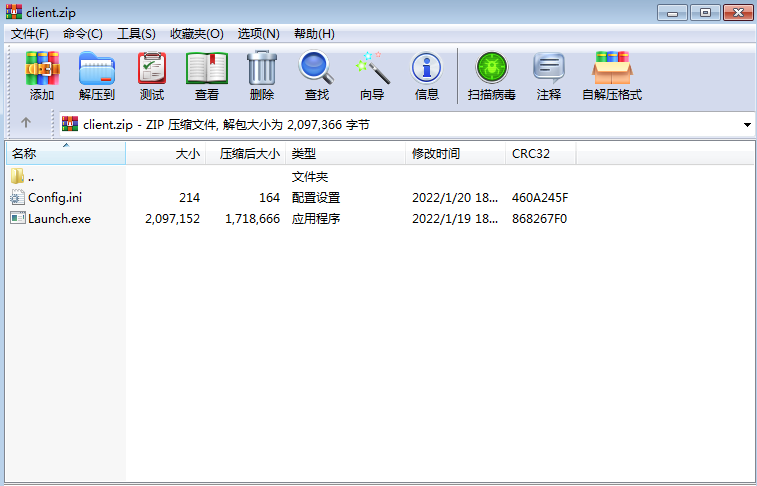 client.zip
文件(F) 命令(C) 工具(S) 收藏夹(O) 选项(N) 帮助(H)
添加 解压到 测试 查看 删除 查找 向导 信息 扫描病毒 注释 自解压格式
client.zip - ZIP 压缩文件, 解包大小为 2,097,366 字节
名称 大小 压缩后大小 类型 修改时间 CRC32
.. 文件夹
Config.ini 214 164 配置设置 2022/1/20 18... 460A245F
Launch.exe 2,097,152 1,718,666 应用程序 2022/1/19 18... 868267F0